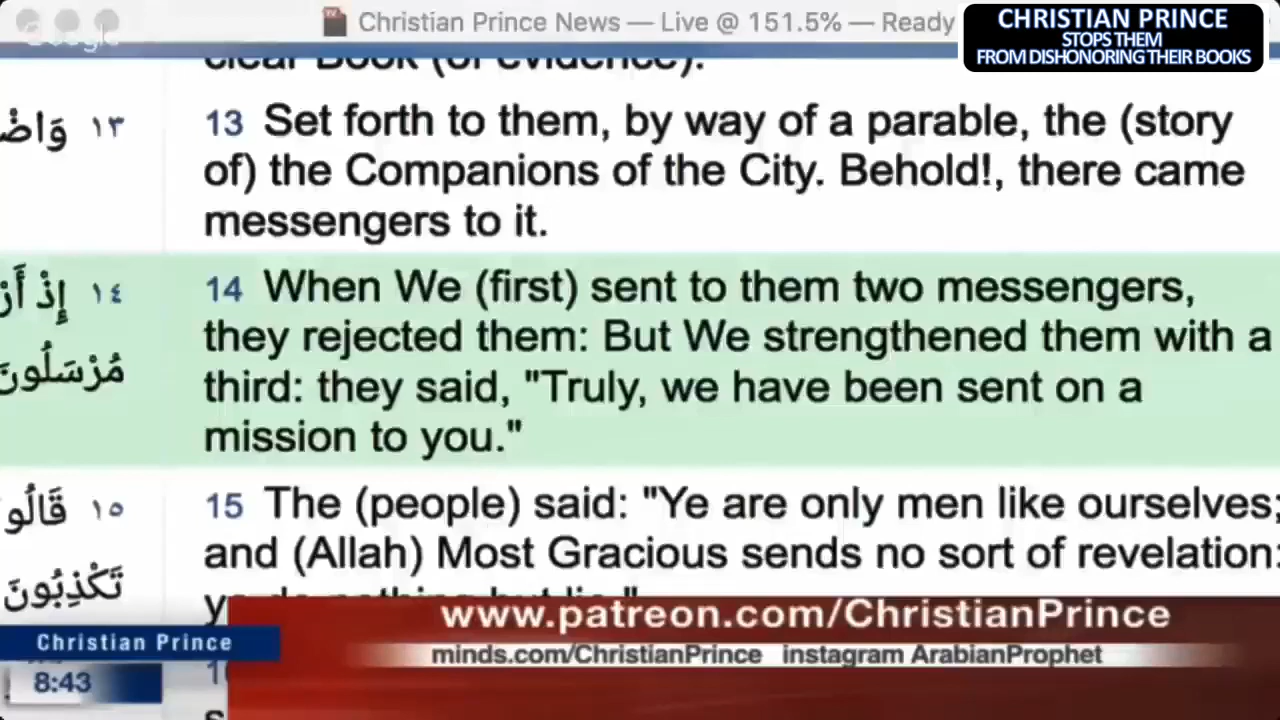 Christian Prince News — Live @ 151.5% — Ready
CHRISTIAN PRINCE
STOPS THEM
FROM DISHONORING THEIR BOOKS
Google
clear Book (of evidence).
١٣ 
13 Set forth to them, by way of a parable, the (story
of) the Companions of the City. Behold!, there came
messengers to it.
١٤ إِذْ
مُرْسَلُونَ
14 When We (first) sent to them two messengers,
they rejected them: But We strengthened them with a
third: they said, "Truly, we have been sent on a
mission to you."
١٥
تَكْذِبُونَ
15 The (people) said: "Ye are only men like ourselves;
and (Allah) Most Gracious sends no sort of revelation:
www.patreon.com/ChristianPrince
Christian Prince
minds.com/ChristianPrince instagram ArabianProphet
8:43